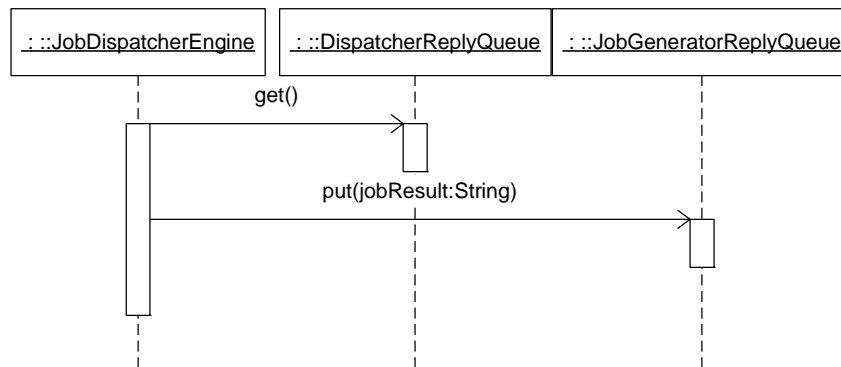 : ::JobDispatcherEngine
: ::DispatcherReplyQueue
: ::JobGeneratorReplyQueue
get()
put(jobResult:String)